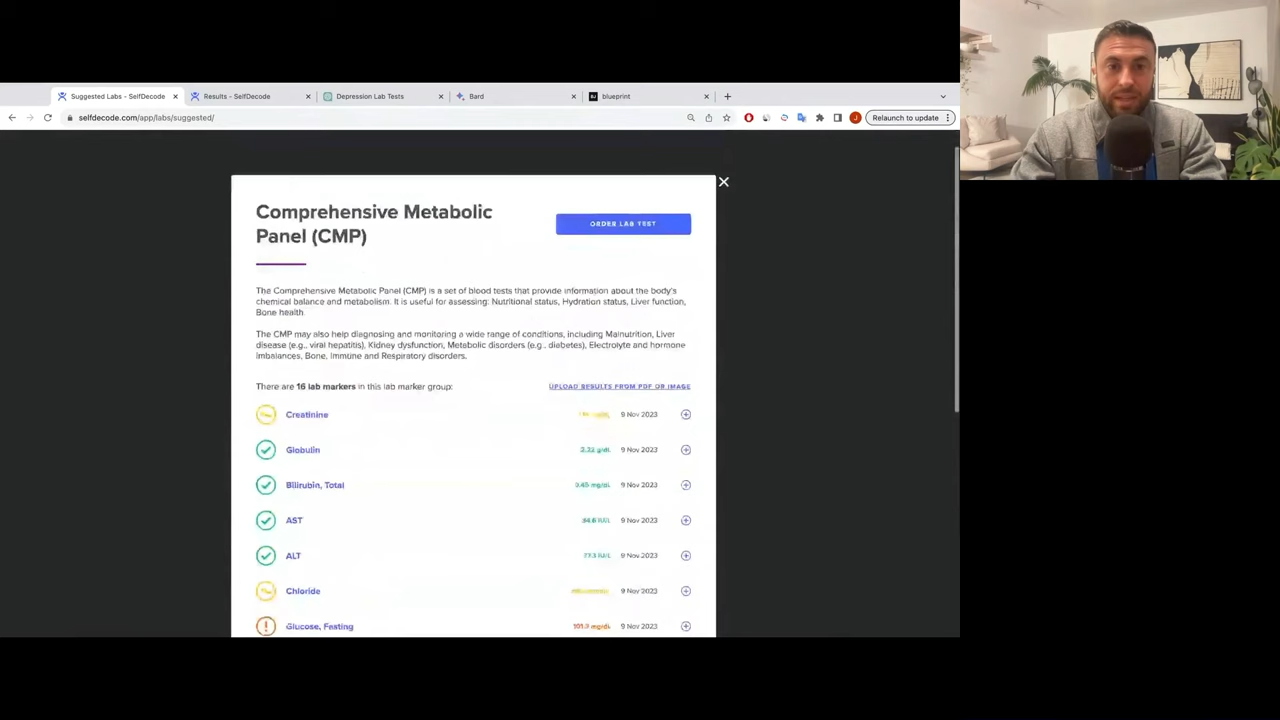 Suggested Labs - SelfDecode
Results - SelfDecode
Depression Lab Tests
Bard
blueprint
selfdecode.com/app/labs/suggested/
J
Relaunch to update
Comprehensive Metabolic
Panel (CMP)
ORDER LAB TEST
The Comprehensive Metabolic Panel (CMP) is a set of blood tests that provide information about the body's
chemical balance and metabolism. It is useful for assessing: Nutritional status, Hydration status, Liver function,
Bone health.
The CMP may also help diagnosing and monitoring a wide range of conditions, including Malnutrition, Liver
disease (e.g., viral hepatitis), Kidney dysfunction, Metabolic disorders (e.g., diabetes), Electrolyte and hormone
imbalances, Bone, Immune and Respiratory disorders.
There are 16 lab markers in this lab marker group:
UPLOAD RESULTS FROM PDF OR IMAGE
Creatinine 9 Nov 2023
Globulin g/dL 9 Nov 2023
Bilirubin, Total mg/dL 9 Nov 2023
AST IU/L 9 Nov 2023
ALT IU/L 9 Nov 2023
Chloride 9 Nov 2023
Glucose, Fasting mg/dL 9 Nov 2023